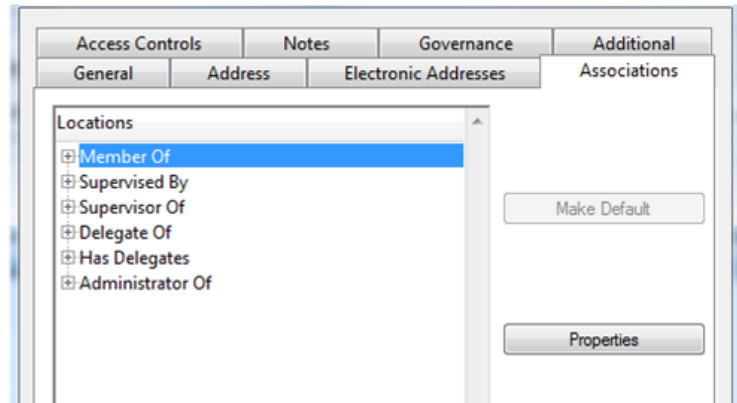 Access Controls Notes Governance Additional
General Address Electronic Addresses Associations
Locations
Member Of
Supervised By
Supervisor Of
Make Default
Delegate Of
Has Delegates
Administrator Of
Properties